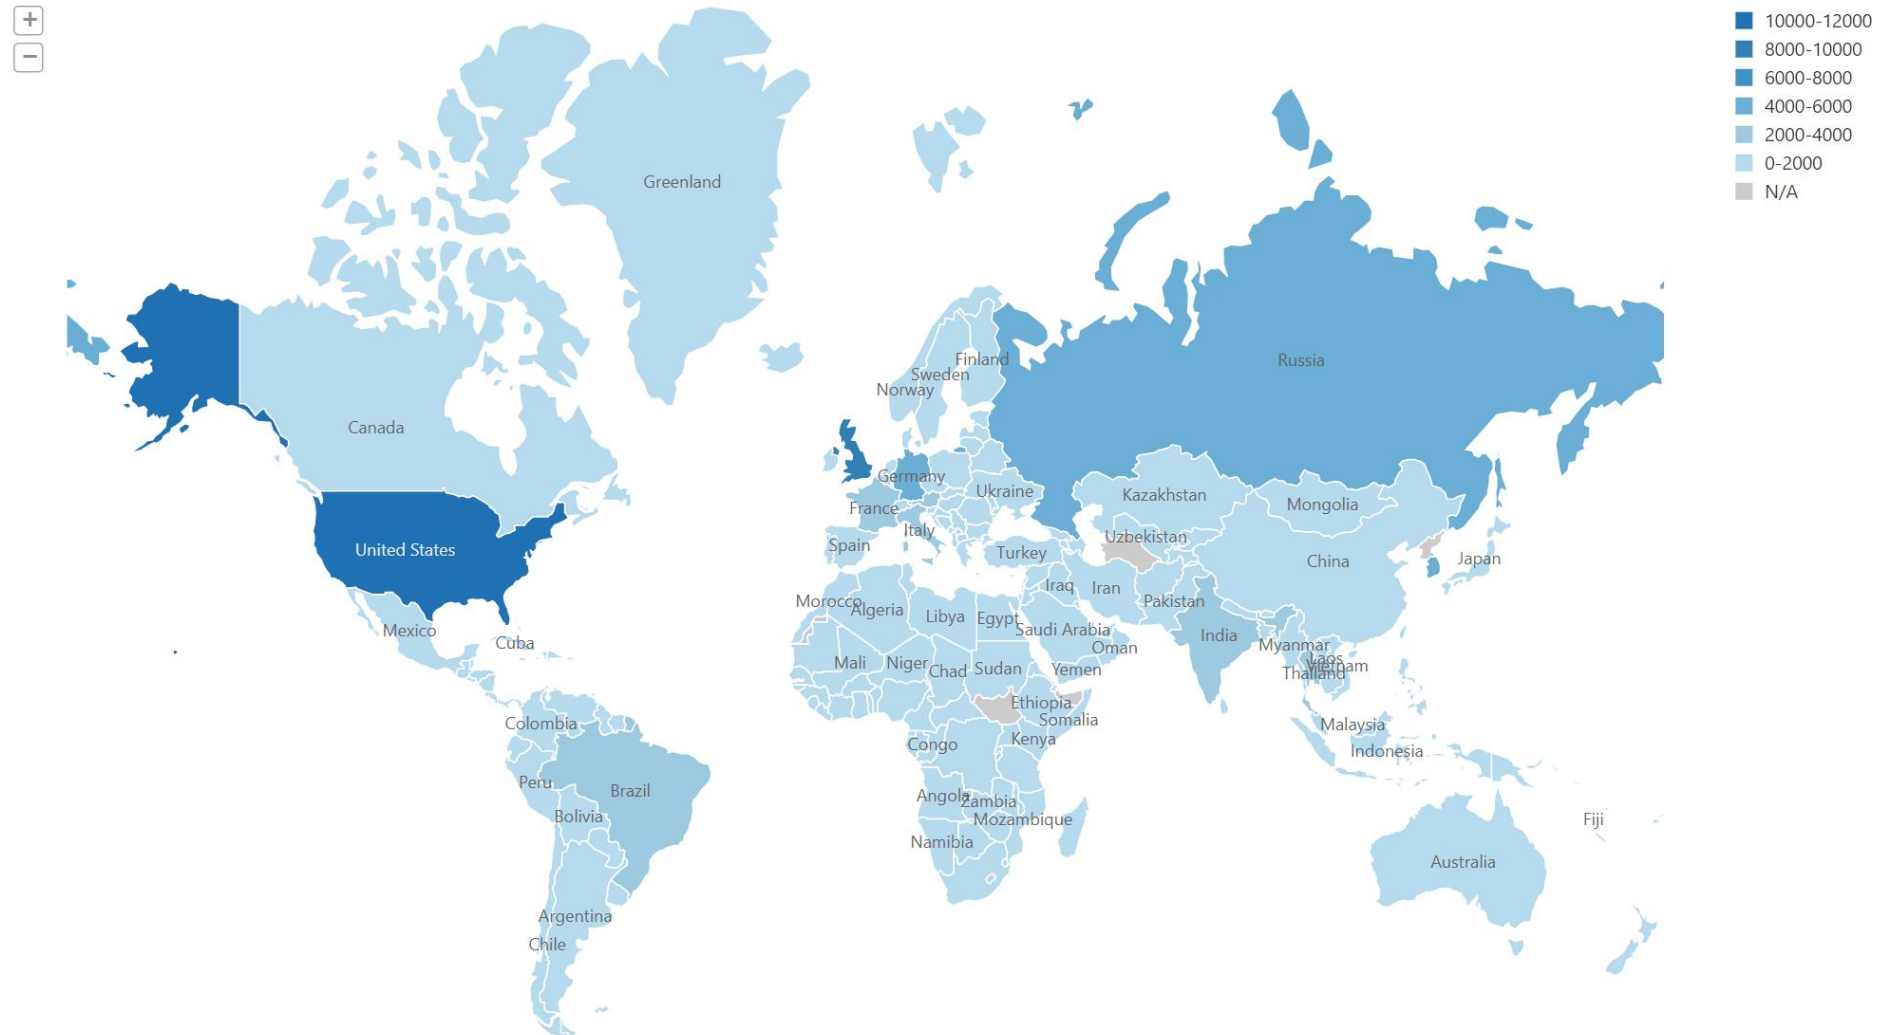 +
−
10000-12000
8000-10000
6000-8000
4000-6000
2000-4000
0-2000
N/A
Greenland
Russia
Finland
Sweden
Norway
Canada
Germany
Ukraine
Kazakhstan
Mongolia
France
Italy
Spain
Uzbekistan
Turkey
United States
China
Japan
Iraq
Iran
Pakistan
Morocco
Algeria
Libya
Egypt
Saudi Arabia
Mexico
Cuba
India
Myanmar
Oman
Laos
Vietnam
Thailand
Mali
Niger
Chad
Sudan
Yemen
Ethiopia
Somalia
Colombia
Malaysia
Indonesia
Congo
Kenya
Peru
Brazil
Bolivia
Angola
Zambia
Mozambique
Fiji
Namibia
Australia
Argentina
Chile